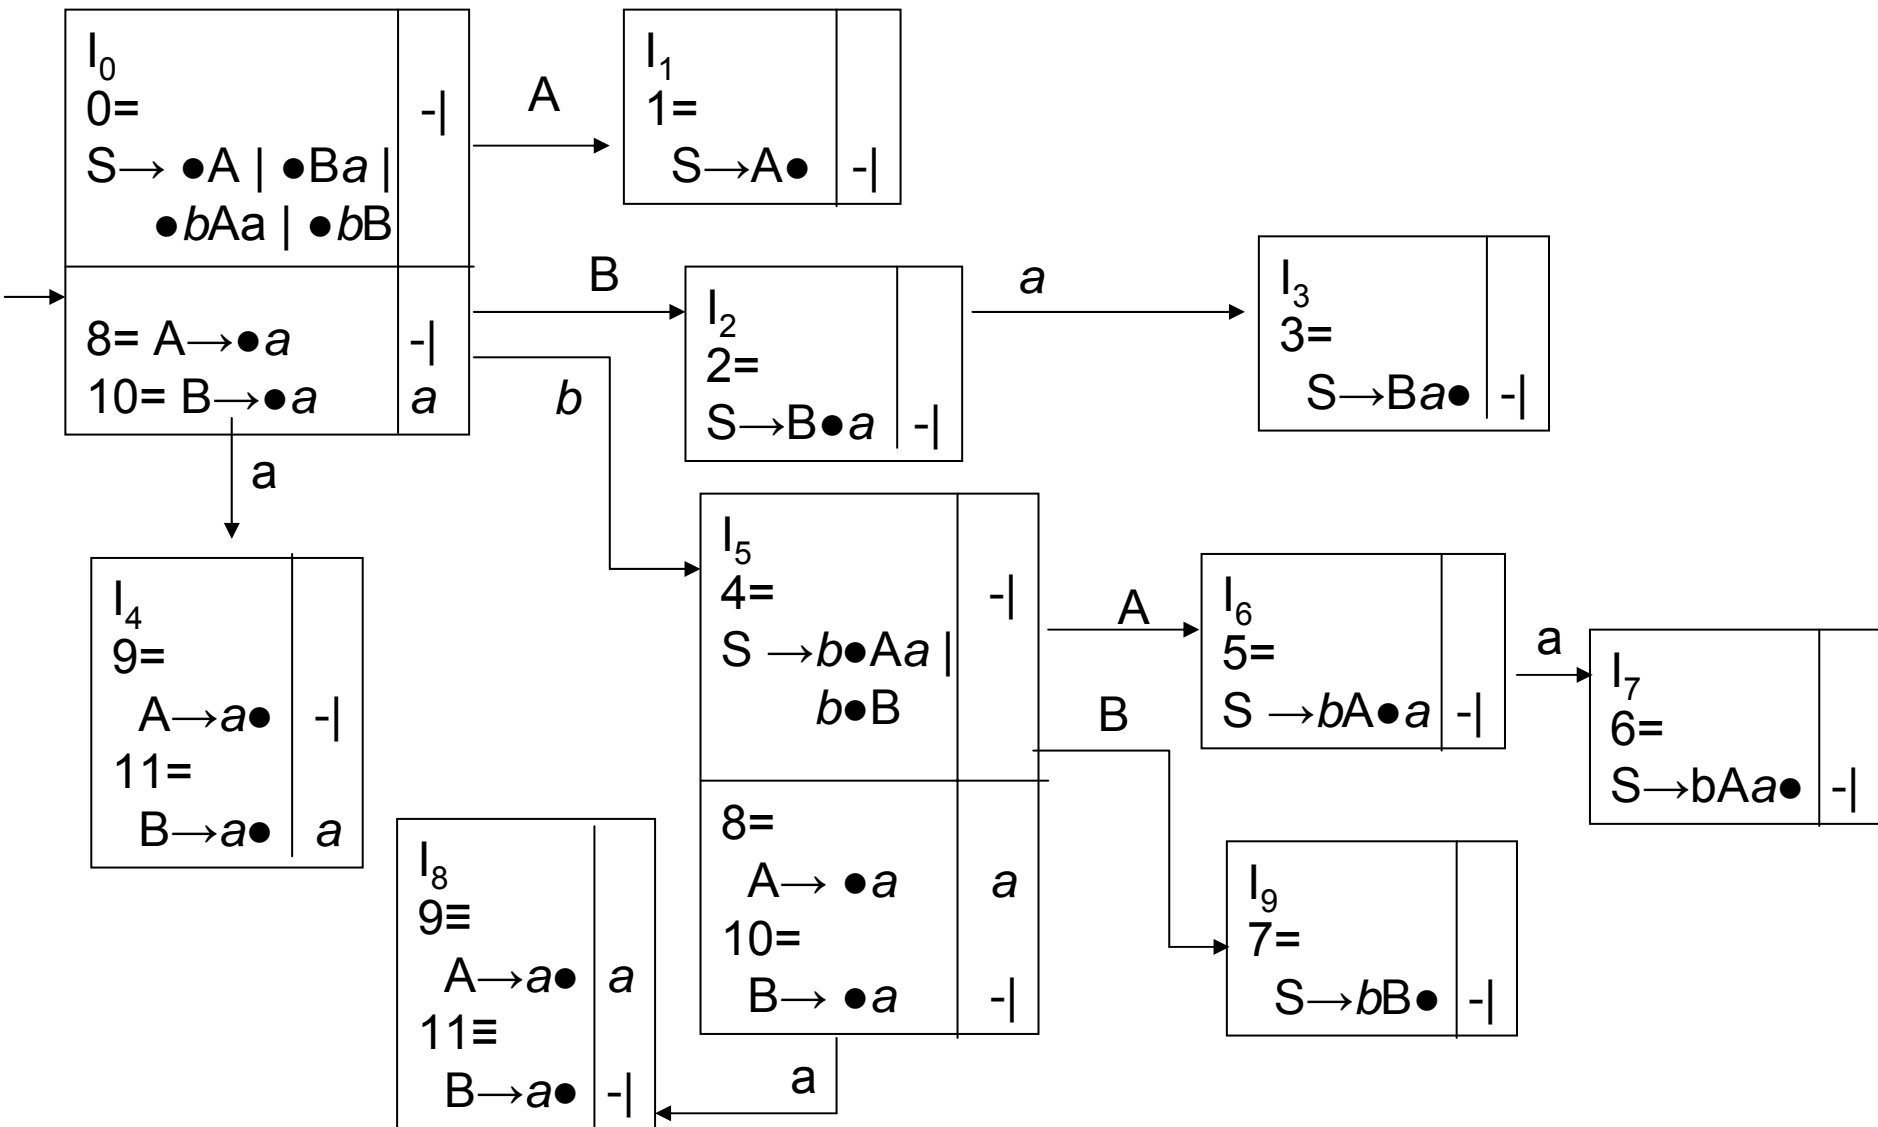 I₀
0=
-|
S→ ●A | ●Ba |
●bAa | ●bB
8= A→●a -|
10= B→●a a
A
I₁
1=
S→A● -|
B
I₂
2=
S→B●a -|
a
I₃
3=
S→Ba● -|
b
a
I₄
9=
A→a● -|
11=
B→a● a
I₅
4= -|
S →b●Aa |
b●B
8=
A→ ●a a
10=
B→ ●a -|
A
I₆
5=
S →bA●a -|
a
I₇
6=
S→bAa● -|
B
I₉
7=
S→bB● -|
a
I₈
9≡
A→a● a
11≡
B→a● -|